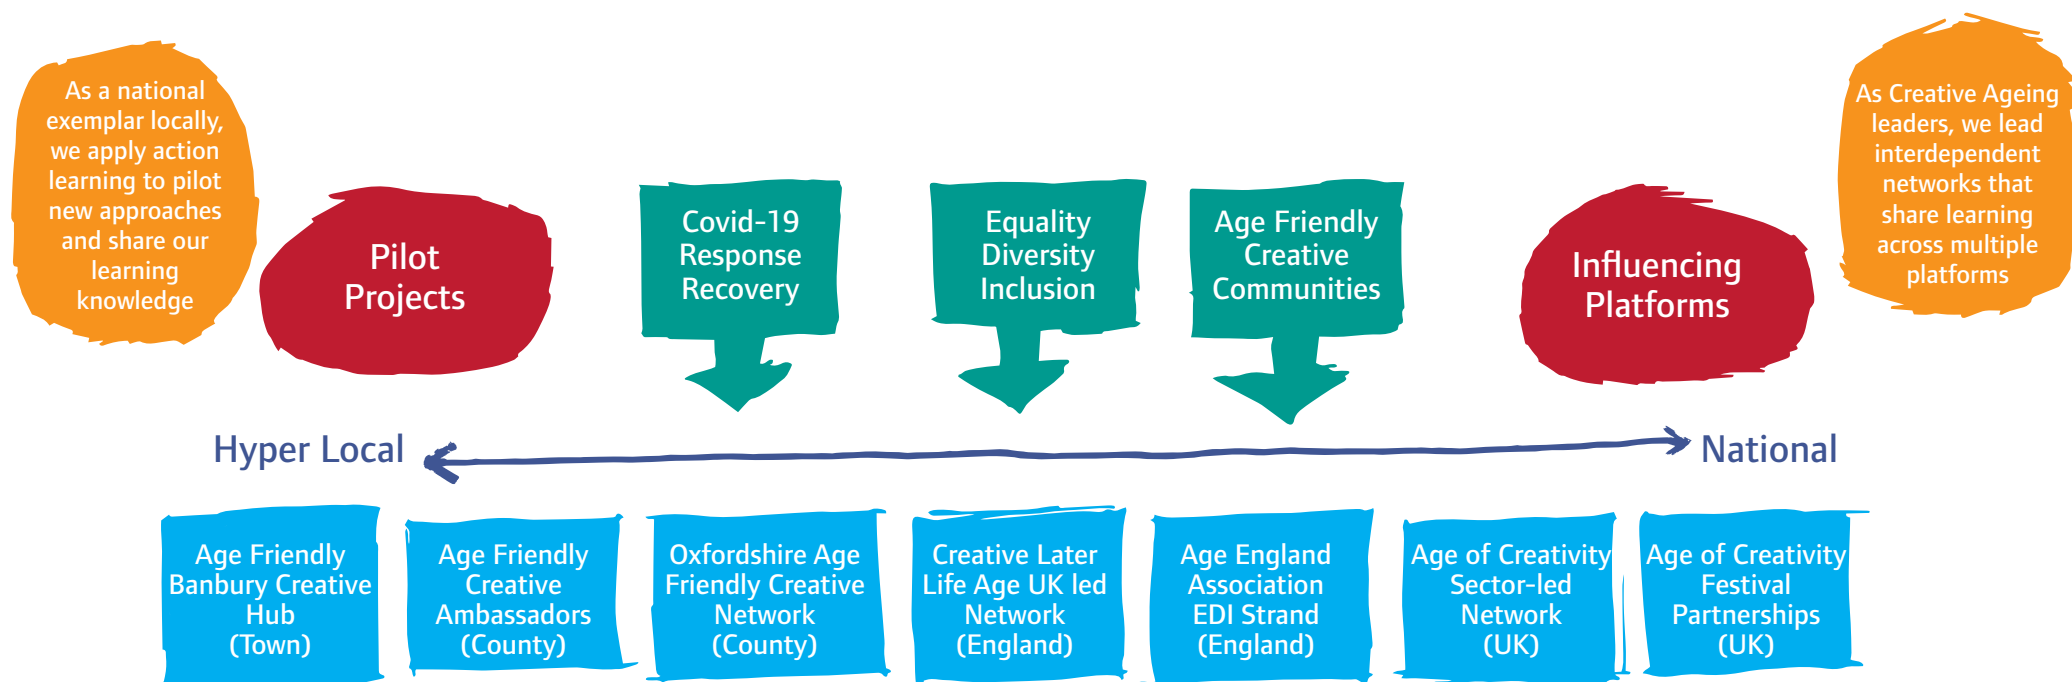 As a national
exemplar locally,
we apply action
learning to pilot
new approaches
and share our
learning
knowledge
Pilot
Projects
Covid-19
Response
Recovery
Equality
Diversity
Inclusion
Age Friendly
Creative
Communities
Influencing
Platforms
As Creative Ageing
leaders, we lead
interdependent
networks that
share learning
across multiple
platforms
Hyper Local
National
Age Friendly
Banbury Creative
Hub
(Town)
Age Friendly
Creative
Ambassadors
(County)
Oxfordshire Age
Friendly Creative
Network
(County)
Creative Later
Life Age UK led
Network
(England)
Age England
Association
EDI Strand
(England)
Age of Creativity
Sector-led
Network
(UK)
Age of Creativity
Festival
Partnerships
(UK)